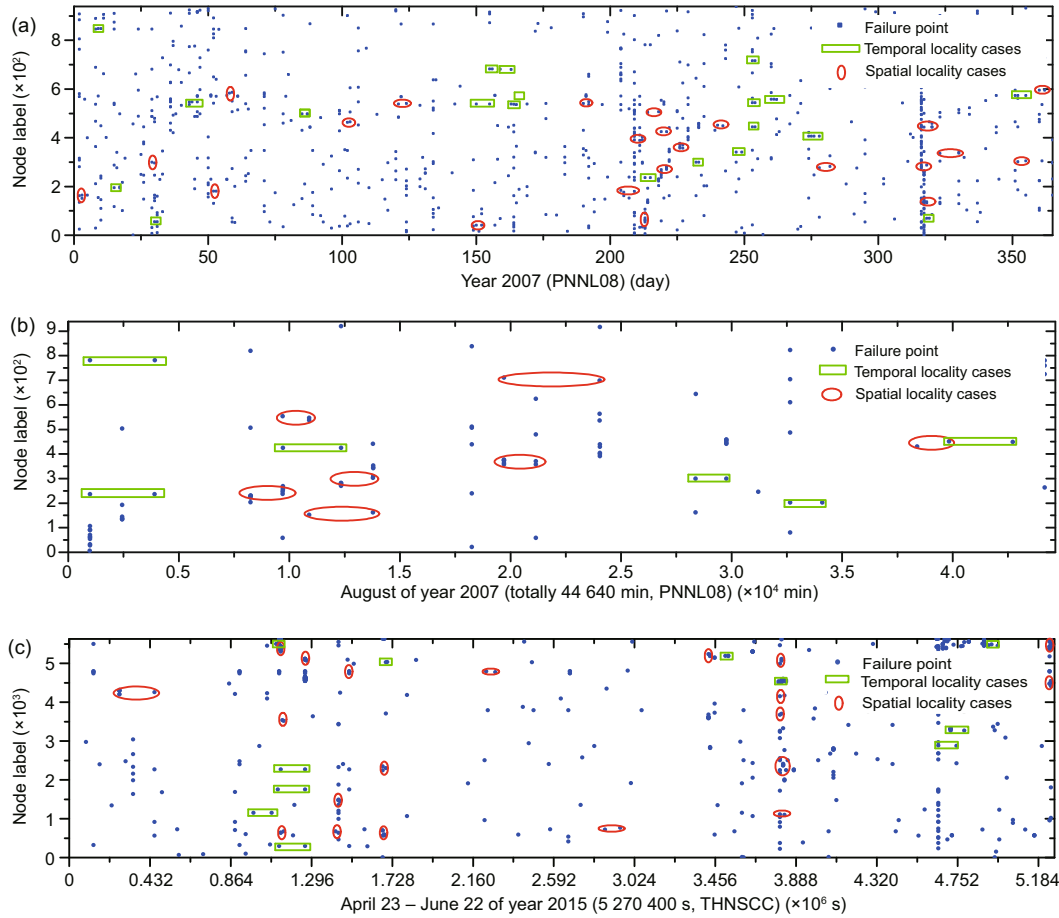 (a)
Node label (×10²)
8
6
4
2
0
Failure point
Temporal locality cases
Spatial locality cases
0 50 100 150 200 250 300 350
Year 2007 (PNNL08) (day)
(b)
Node label (×10²)
9
8
7
6
5
4
3
2
1
0
Failure point
Temporal locality cases
Spatial locality cases
0 0.5 1.0 1.5 2.0 2.5 3.0 3.5 4.0
August of year 2007 (totally 44 640 min, PNNL08) (×10⁴ min)
(c)
Node label (×10³)
5
4
3
2
1
0
Failure point
Temporal locality cases
Spatial locality cases
0 0.432 0.864 1.296 1.728 2.160 2.592 3.024 3.456 3.888 4.320 4.752 5.184
April 23 – June 22 of year 2015 (5 270 400 s, THNSCC) (×10⁶ s)